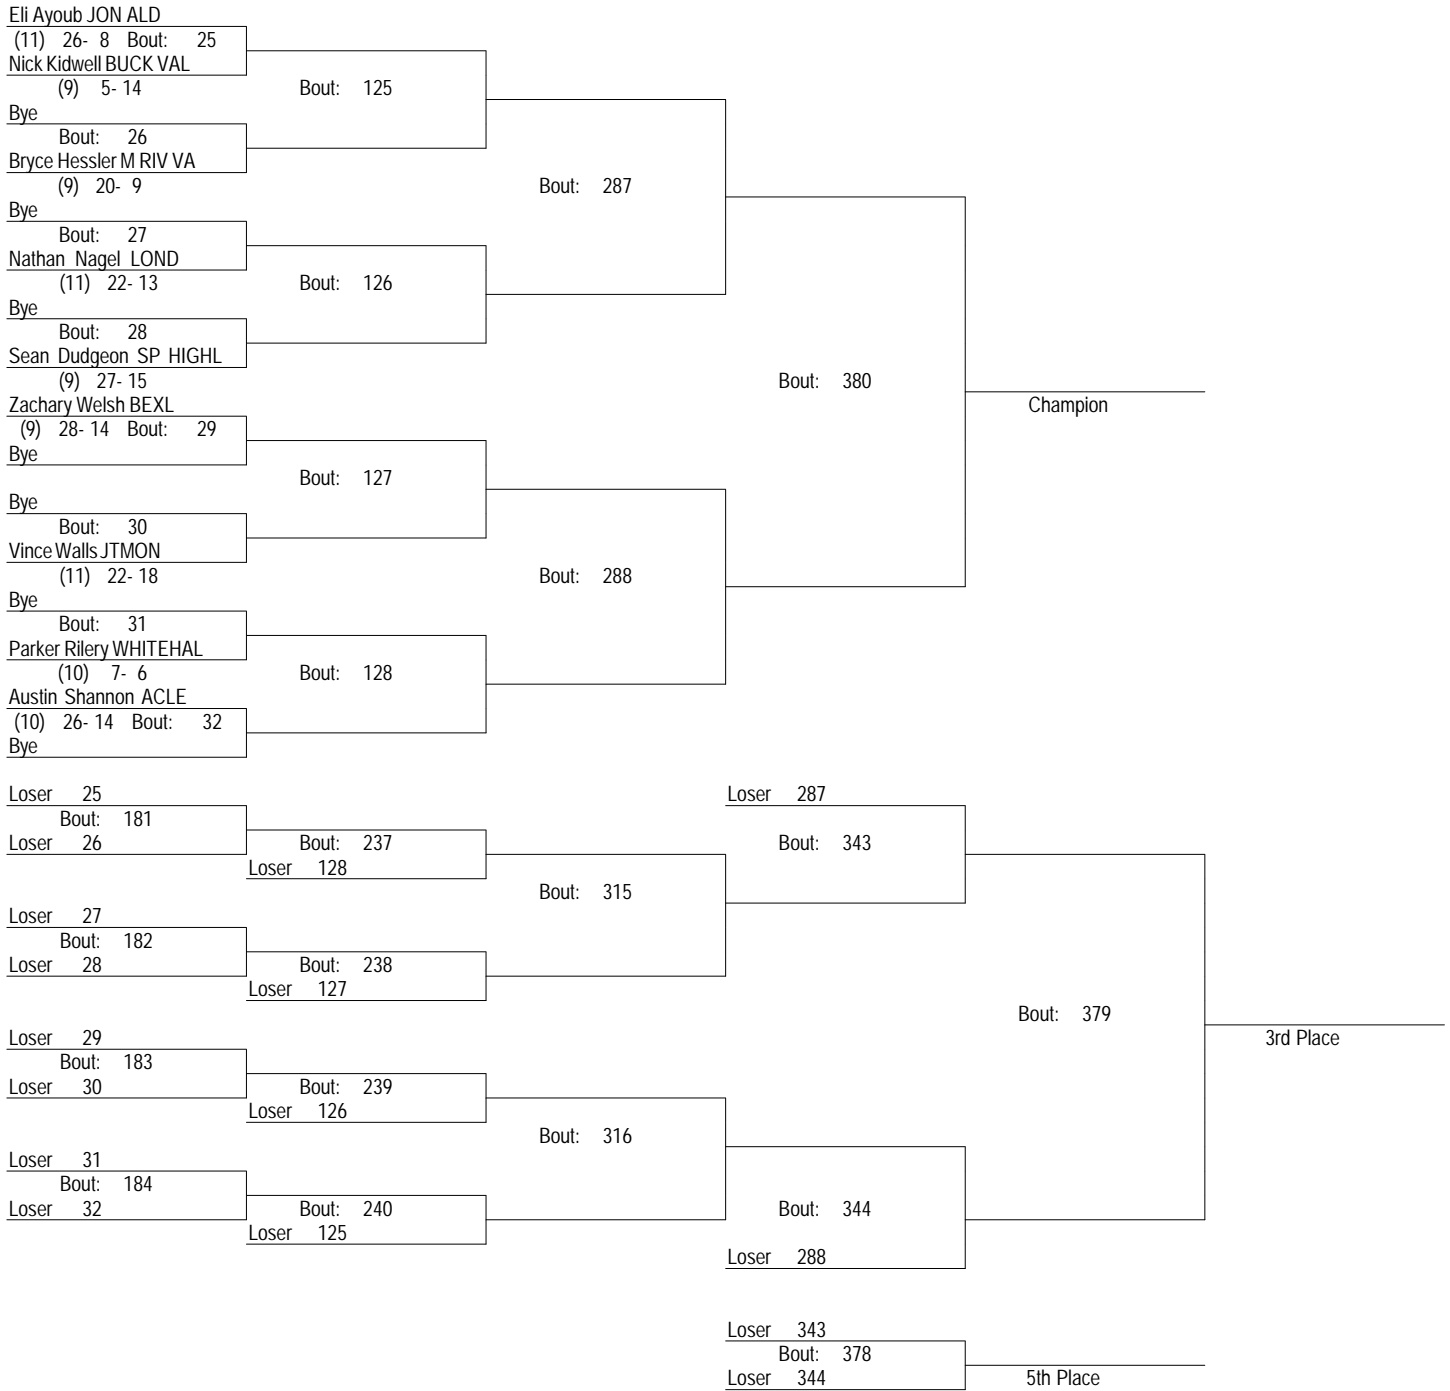 Eli Ayoub JON ALD
(11) 26- 8 Bout: 25
Nick Kidwell BUCK VAL
(9) 5- 14
Bout: 125
Bye
Bout: 26
Bryce Hessler M RIV VA
(9) 20- 9
Bout: 287
Bye
Bout: 27
Nathan Nagel LOND
(11) 22- 13
Bout: 126
Bye
Bout: 28
Sean Dudgeon SP HIGHL
(9) 27- 15
Bout: 380
Zachary Welsh BEXL
Champion
(9) 28- 14 Bout: 29
Bye
Bout: 127
Bye
Bout: 30
Vince Walls JTMON
(11) 22- 18
Bout: 288
Bye
Bout: 31
Parker Rilery WHITEHAL
(10) 7- 6
Bout: 128
Austin Shannon ACLE
(10) 26- 14 Bout: 32
Bye
Loser 25
Loser 287
Bout: 181
Loser 26
Bout: 237
Bout: 343
Loser 128
Bout: 315
Loser 27
Bout: 182
Loser 28
Bout: 238
Loser 127
Bout: 379
Loser 29
3rd Place
Bout: 183
Loser 30
Bout: 239
Loser 126
Bout: 316
Loser 31
Bout: 184
Loser 32
Bout: 240
Bout: 344
Loser 125
Loser 288
Loser 343
Bout: 378
Loser 344
5th Place